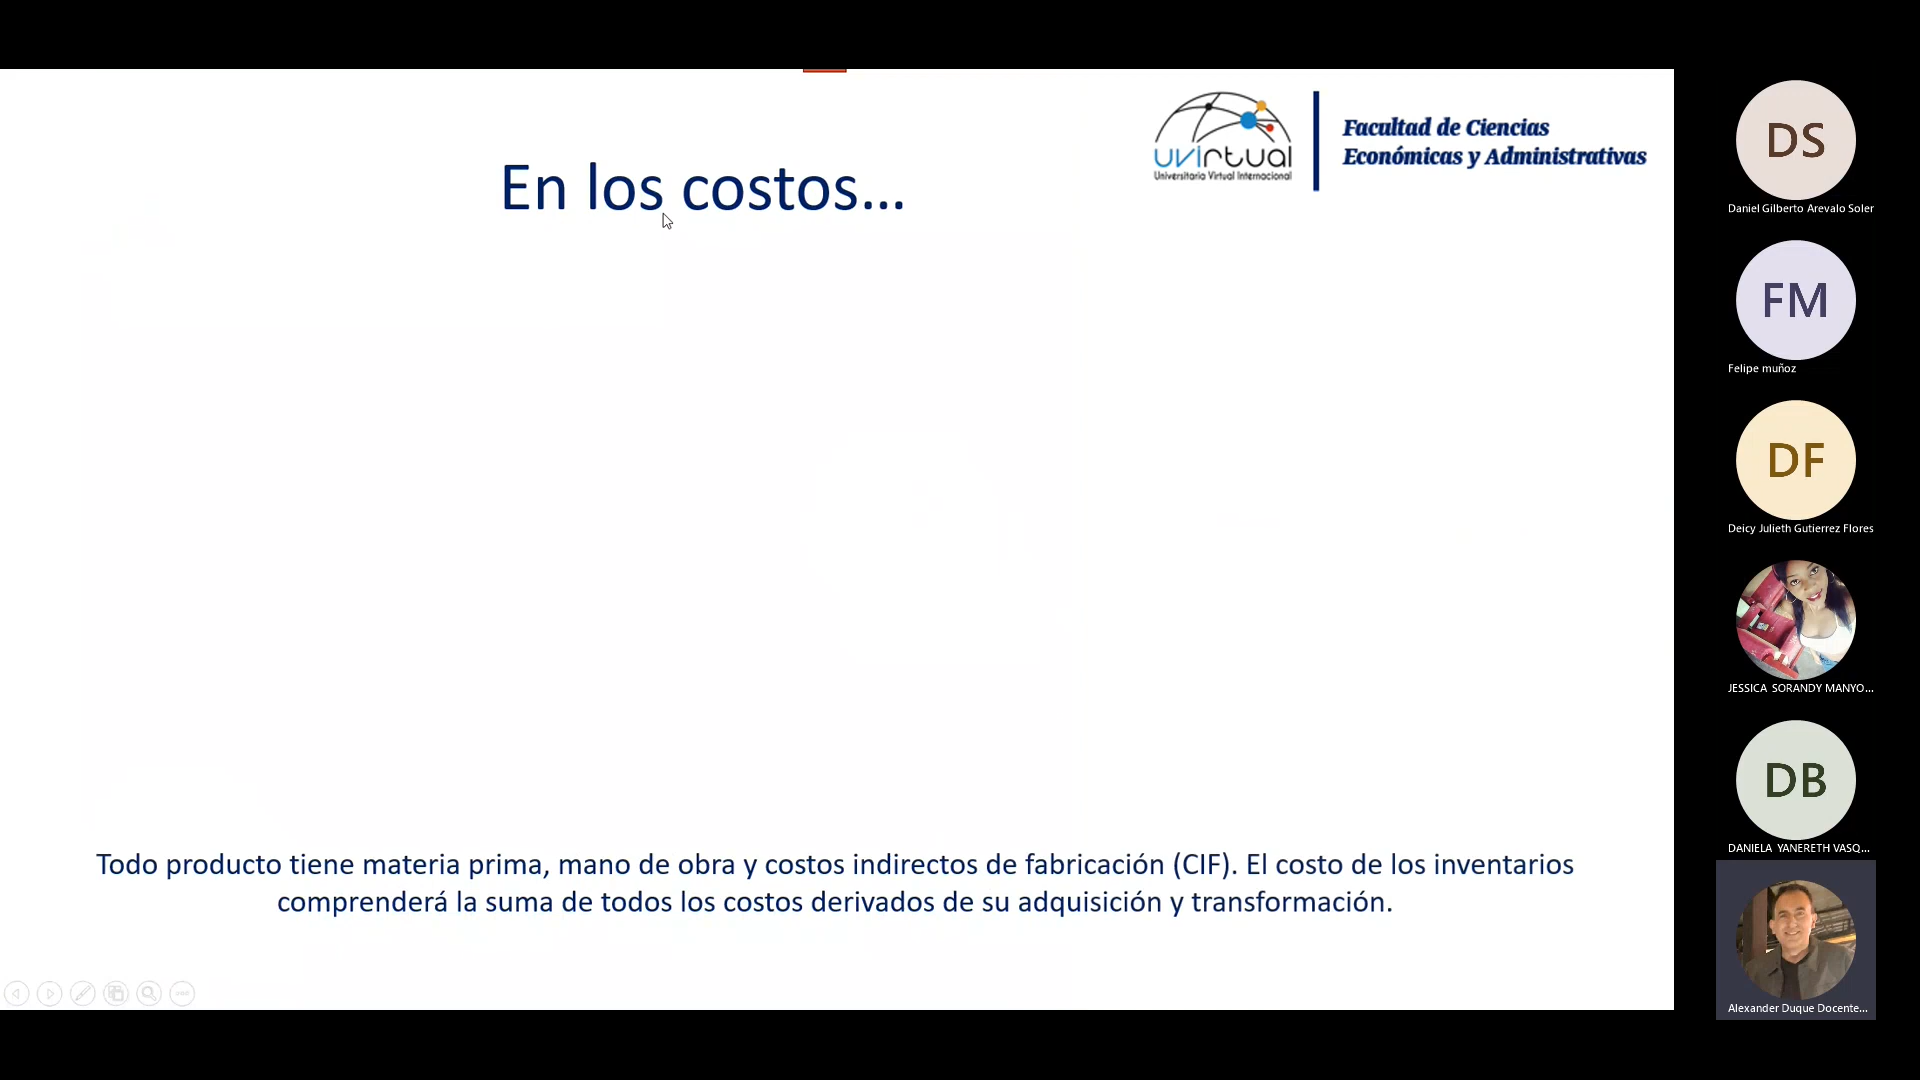 En los costos...
uvirtual
Universitaria Virtual Internacional
Facultad de Ciencias
Económicas y Administrativas
Todo producto tiene materia prima, mano de obra y costos indirectos de fabricación (CIF). El costo de los inventarios
comprenderá la suma de todos los costos derivados de su adquisición y transformación.
DS
Daniel Gilberto Arevalo Soler
FM
Felipe muñoz
DF
Deicy Julieth Gutierrez Flores
JESSICA SORANDY MANYO...
DB
DANIELA YANERETH VASQ...
Alexander Duque Docente...